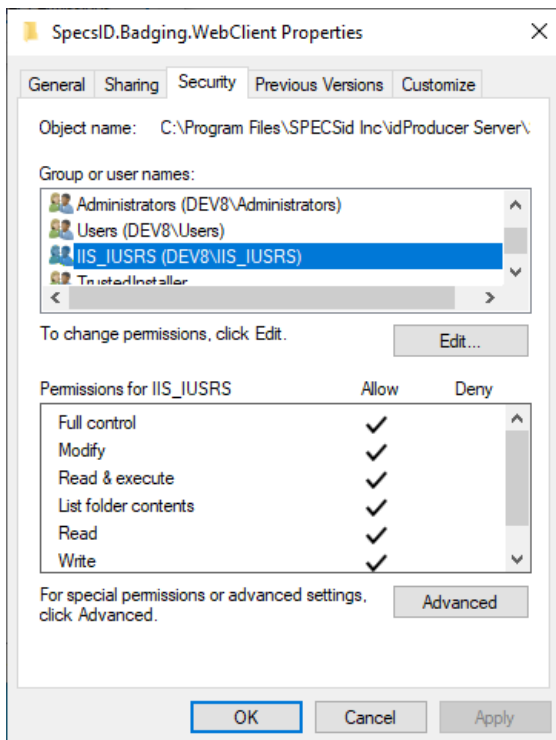 SpecsID.Badging.WebClient Properties
General Sharing Security Previous Versions Customize
Object name: C:\Program Files\SPECSid Inc\idProducer Server\
Group or user names:
Administrators (DEV8\Administrators)
Users (DEV8\Users)
IIS_IUSRS (DEV8\IIS_IUSRS)
TrustedInstaller
To change permissions, click Edit.
Edit...
Permissions for IIS_IUSRS Allow Deny
Full control
Modify
Read & execute
List folder contents
Read
Write
For special permissions or advanced settings,
click Advanced.
Advanced
OK Cancel Apply